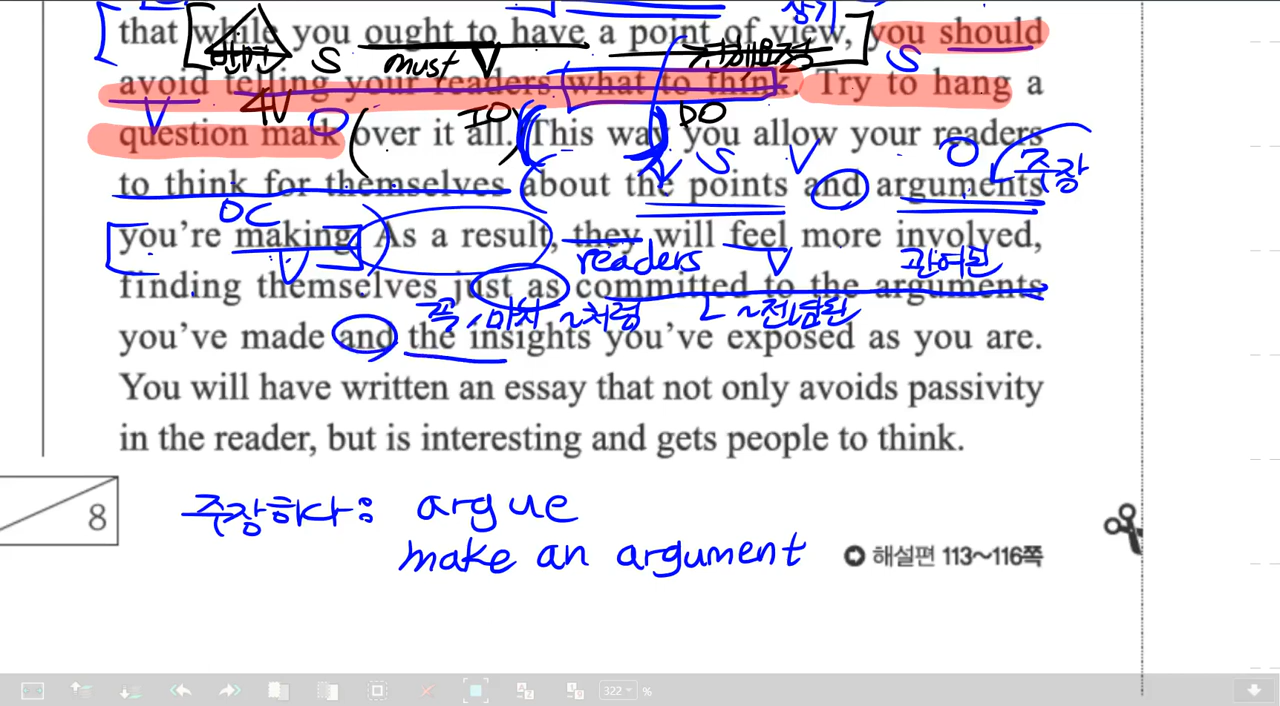 상기
that while you ought to have a point of view, you should
반면 S must V S
avoid telling your readers what to think. Try to hang a
V 4V O IO DO
question mark over it all. This way you allow your readers
S V O 주장
to think for themselves about the points and arguments
OC
you're making. As a result, they will feel more involved,
V readers V 관여된
finding themselves just as committed to the arguments
꼭, 마치 ~처럼 ~전념된
you've made and the insights you've exposed as you are.
You will have written an essay that not only avoids passivity
in the reader, but is interesting and gets people to think.
8
주장하다: argue
make an argument
해설편 113~116쪽
322 %